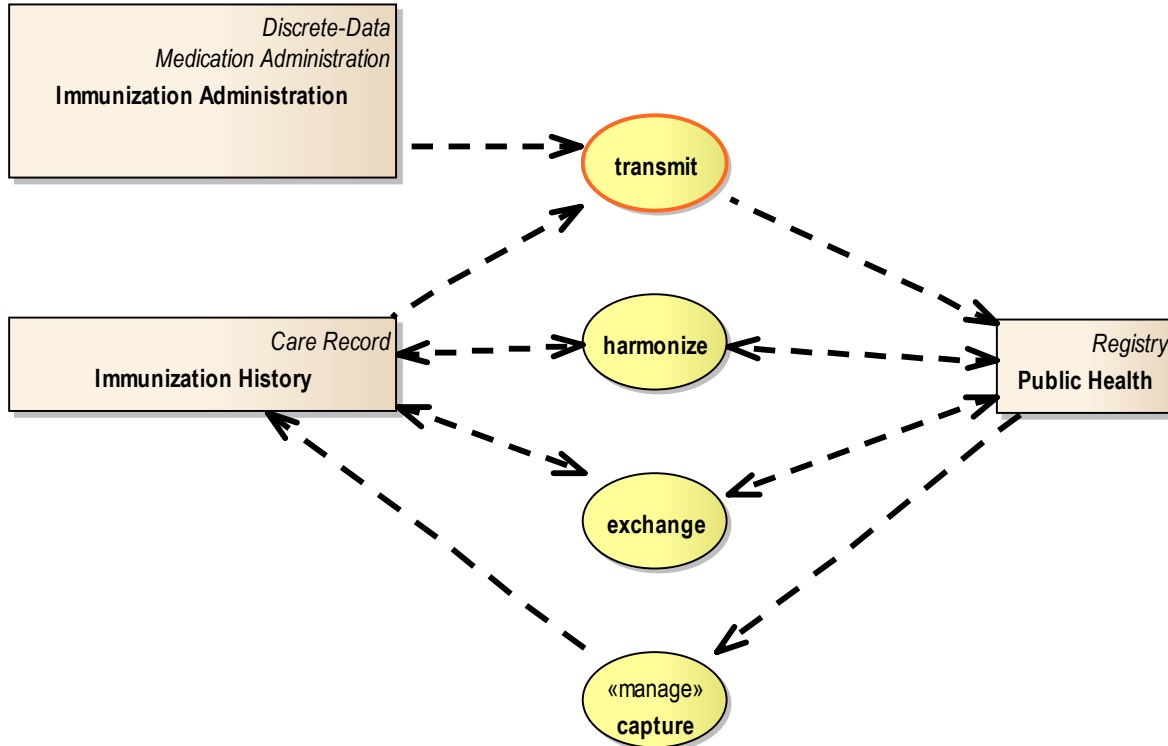 Discrete-Data
Medication Administration
Immunization Administration
transmit
Care Record
Immunization History
harmonize
Registry
Public Health
exchange
«manage»
capture